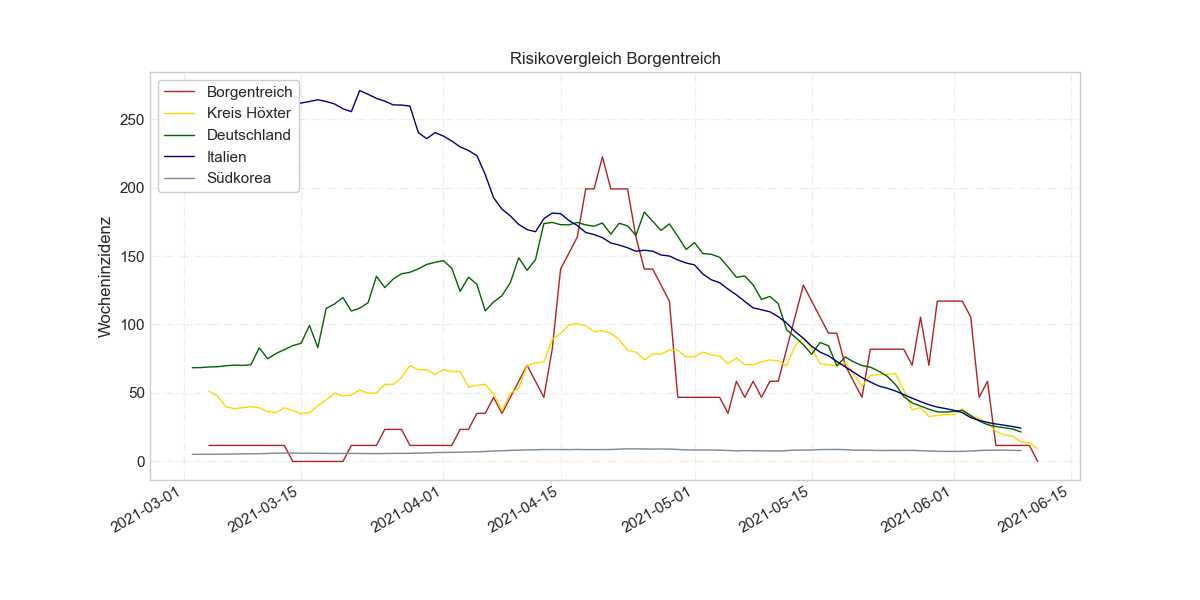 Risikovergleich Borgentreich
Borgentreich
Kreis Höxter
Deutschland
Italien
Südkorea
Wocheninzidenz
250
200
150
100
50
0
2021-03-01
2021-03-15
2021-04-01
2021-04-15
2021-05-01
2021-05-15
2021-06-01
2021-06-15